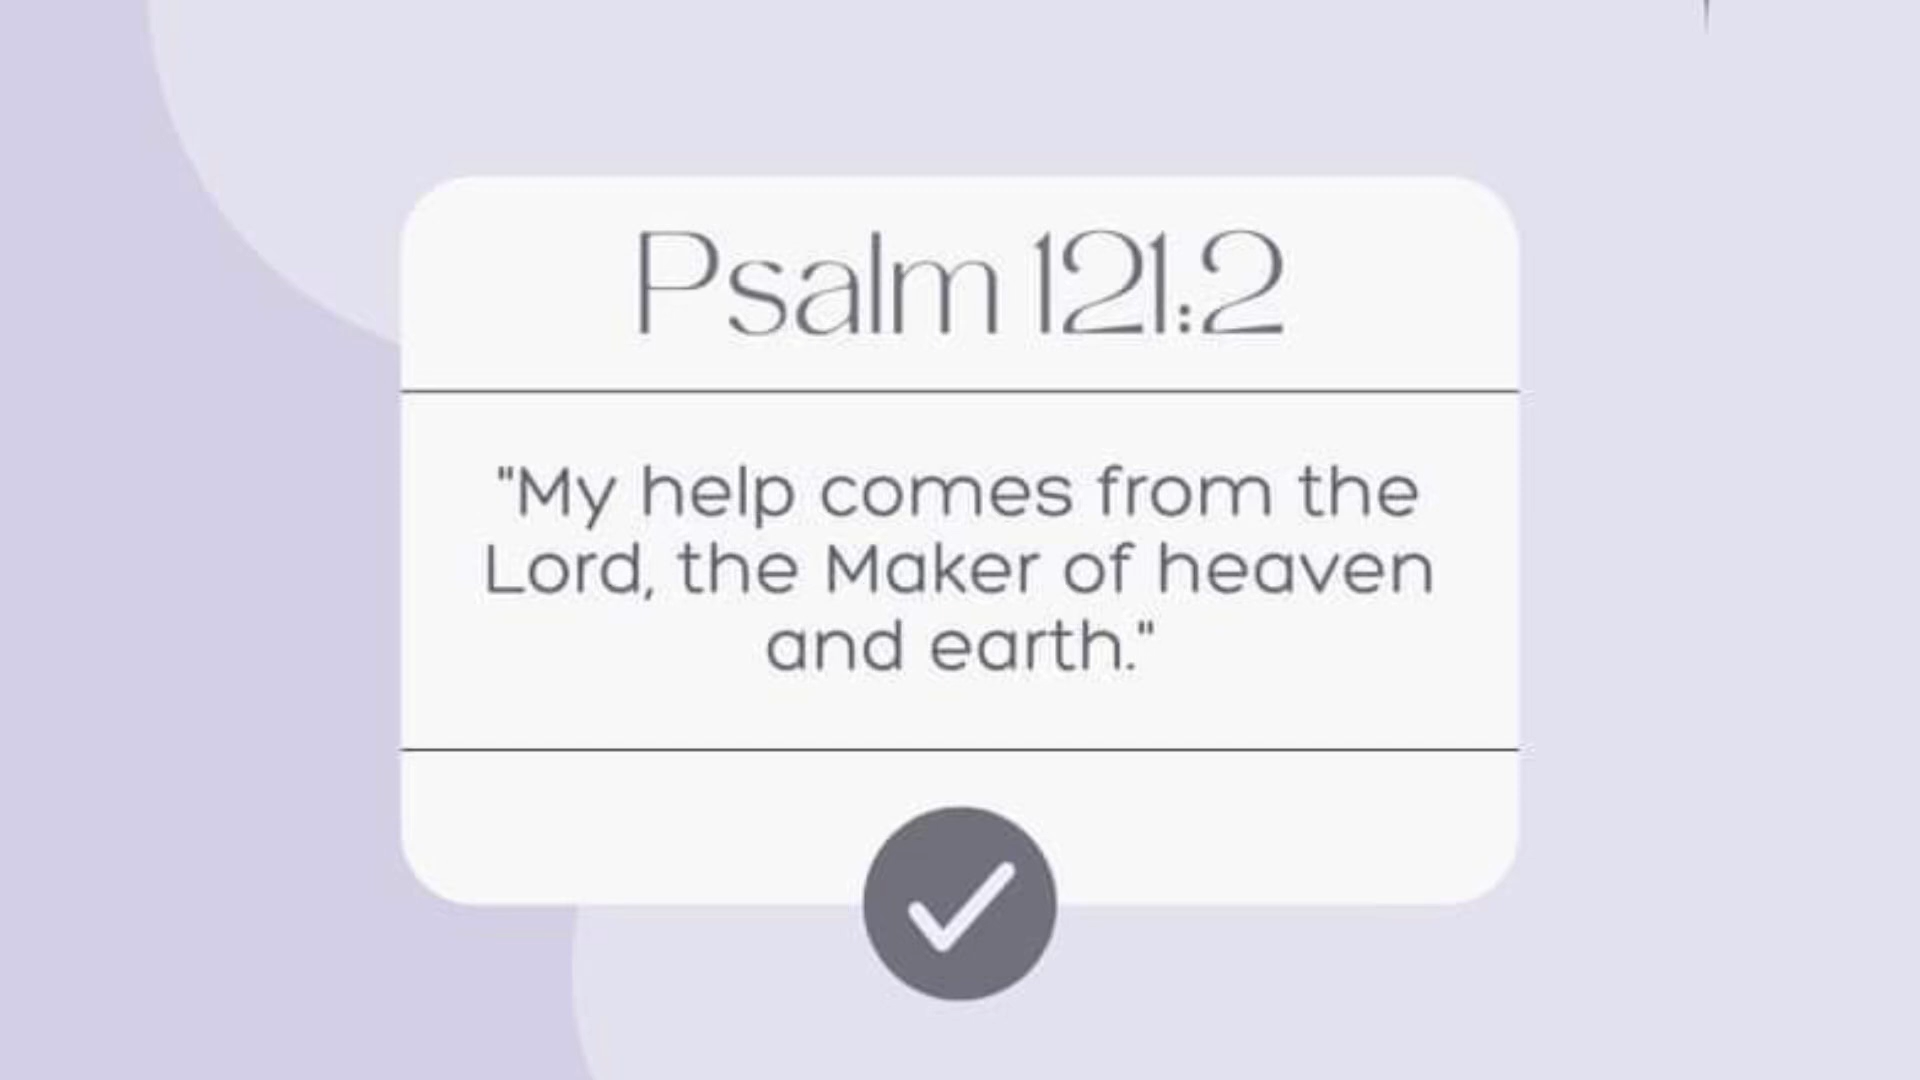 Psalm 121:2
"My help comes from the
Lord, the Maker of heaven
and earth."